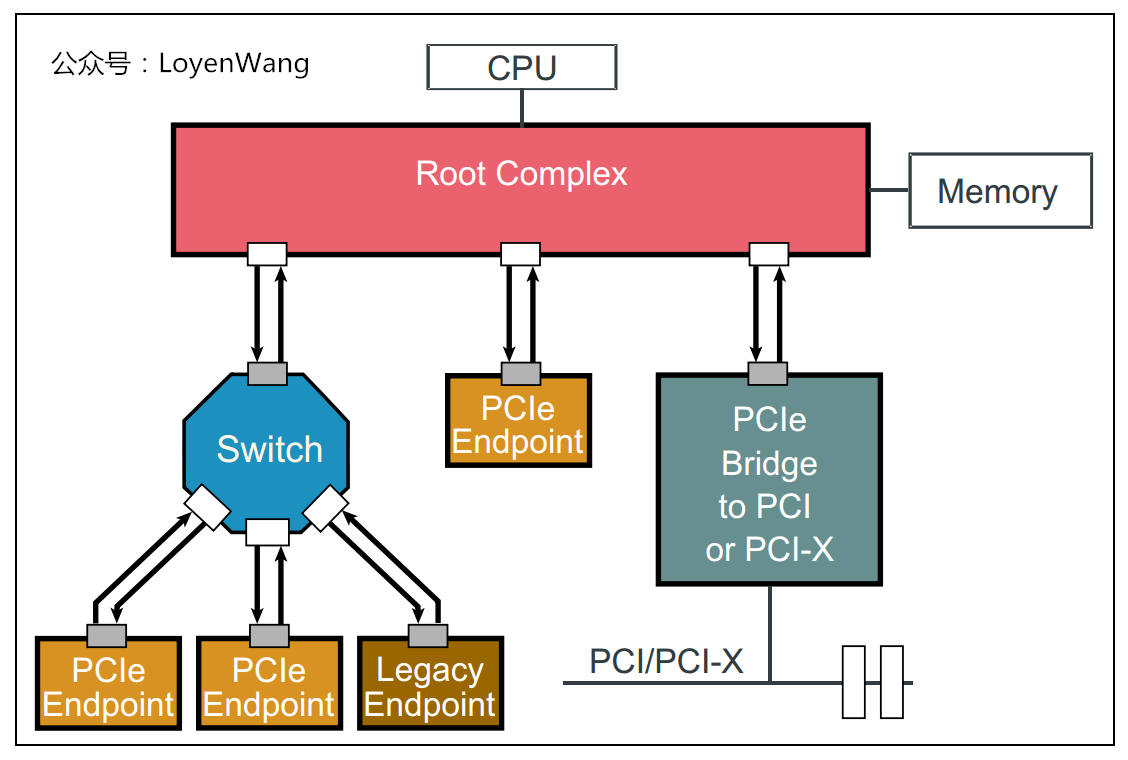 公众号：LoyenWang
CPU
Root Complex
Memory
PCIe
Endpoint
PCIe
Bridge
to PCI
or PCI-X
Switch
PCIe
Endpoint
PCIe
Endpoint
Legacy
Endpoint
PCI/PCI-X